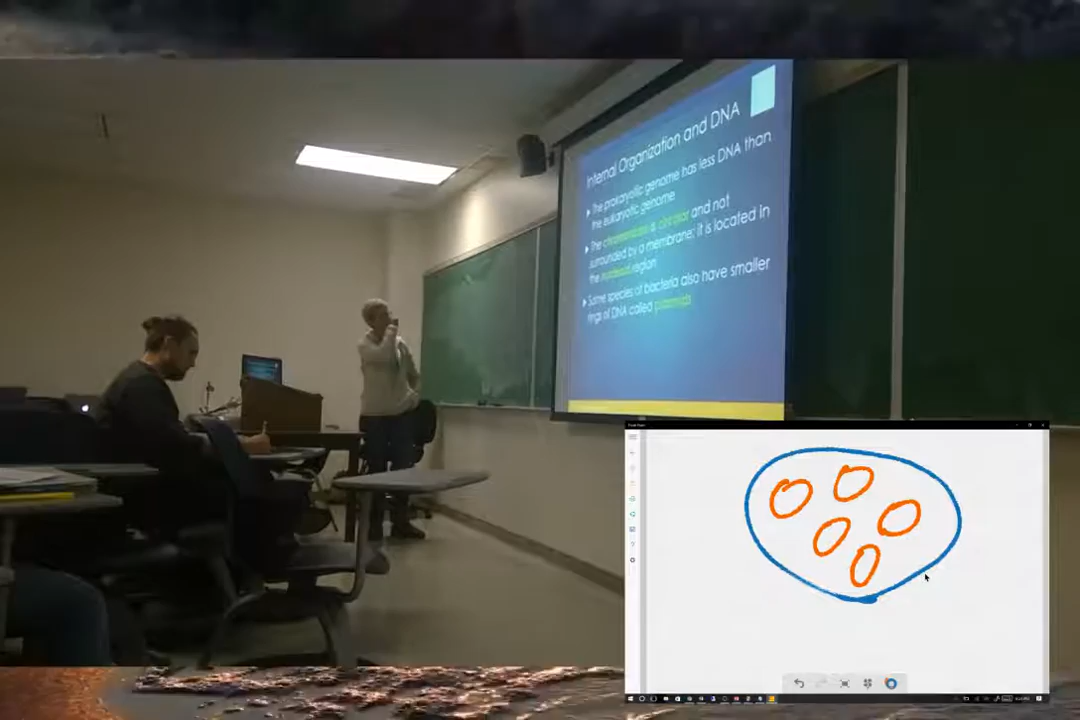 Internal Organization and DNA
The prokaryotic genome has less DNA than
the eukaryotic genome
The chromosome is circular and not
surrounded by a membrane; it is located in
the nucleoid region
Some species of bacteria also have smaller
rings of DNA called plasmids